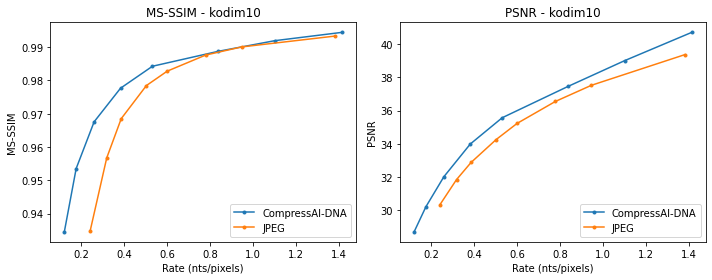 MS-SSIM - kodim10
MS-SSIM
0.99
0.98
0.97
0.96
0.95
0.94
0.2 0.4 0.6 0.8 1.0 1.2 1.4
Rate (nts/pixels)
CompressAI-DNA
JPEG
PSNR - kodim10
PSNR
40
38
36
34
32
30
0.2 0.4 0.6 0.8 1.0 1.2 1.4
Rate (nts/pixels)
CompressAI-DNA
JPEG